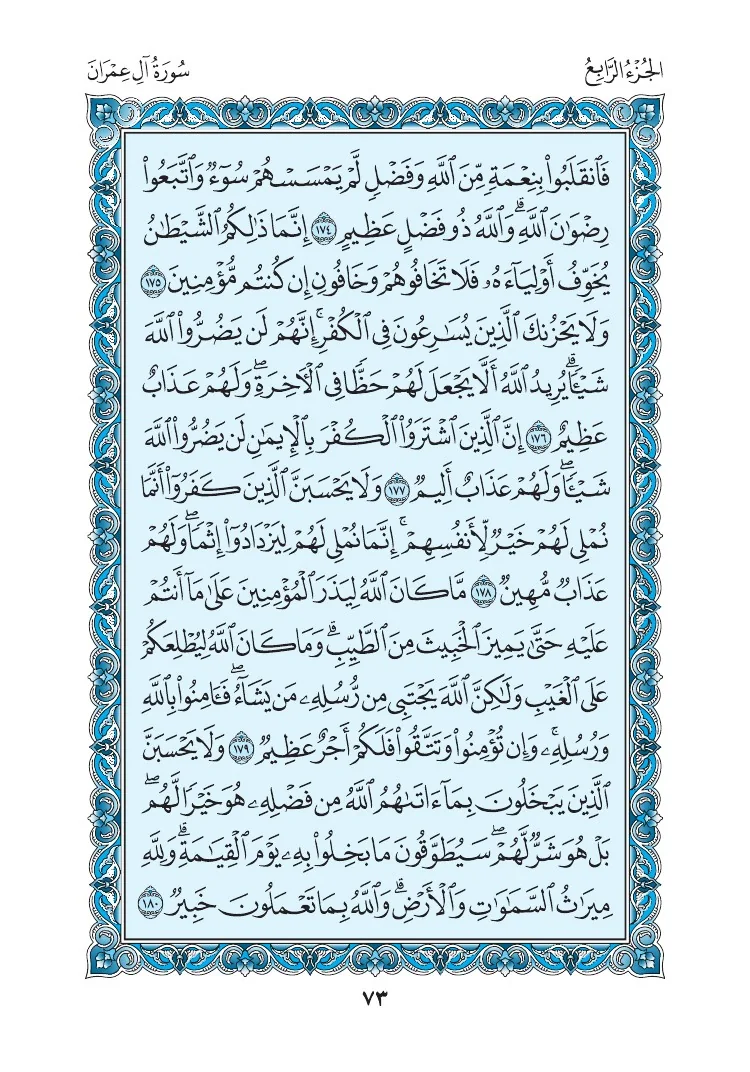 الجُزْءُ الرَّابِعُ
سُورَةُ آلِ عِمْرَانَ
فَٱنقَلَبُوا۟ بِنِعْمَةٍ مِّنَ ٱللَّهِ وَفَضْلٍ لَّمْ يَمْسَسْهُمْ سُوٓءٌ وَٱتَّبَعُوا۟
رِضْوَٰنَ ٱللَّهِ ۗ وَٱللَّهُ ذُو فَضْلٍ عَظِيمٍ ١٧٤ إِنَّمَا ذَٰلِكُمُ ٱلشَّيْطَٰنُ
يُخَوِّفُ أَوْلِيَآءَهُۥ فَلَا تَخَافُوهُمْ وَخَافُونِ إِن كُنتُم مُّؤْمِنِينَ ١٧٥
وَلَا يَحْزُنكَ ٱلَّذِينَ يُسَٰرِعُونَ فِى ٱلْكُفْرِ ۚ إِنَّهُمْ لَن يَضُرُّوا۟ ٱللَّهَ
شَيْـًٔا ۗ يُرِيدُ ٱللَّهُ أَلَّا يَجْعَلَ لَهُمْ حَظًّا فِى ٱلْـَٔاخِرَةِ ۖ وَلَهُمْ عَذَابٌ
عَظِيمٌ ١٧٦ إِنَّ ٱلَّذِينَ ٱشْتَرَوُا۟ ٱلْكُفْرَ بِٱلْإِيمَٰنِ لَن يَضُرُّوا۟ ٱللَّهَ
شَيْـًٔا ۖ وَلَهُمْ عَذَابٌ أَلِيمٌ ١٧٧ وَلَا يَحْسَبَنَّ ٱلَّذِينَ كَفَرُوٓا۟ أَنَّمَا
نُمْلِى لَهُمْ خَيْرٌ لِّأَنفُسِهِمْ ۚ إِنَّمَا نُمْلِى لَهُمْ لِيَزْدَادُوٓا۟ إِثْمًا ۖ وَلَهُمْ
عَذَابٌ مُّهِينٌ ١٧٨ مَّا كَانَ ٱللَّهُ لِيَذَرَ ٱلْمُؤْمِنِينَ عَلَىٰ مَآ أَنتُمْ
عَلَيْهِ حَتَّىٰ يَمِيزَ ٱلْخَبِيثَ مِنَ ٱلطَّيِّبِ ۗ وَمَا كَانَ ٱللَّهُ لِيُطْلِعَكُمْ
عَلَى ٱلْغَيْبِ وَلَٰكِنَّ ٱللَّهَ يَجْتَبِى مِن رُّسُلِهِۦ مَن يَشَآءُ ۖ فَـَٔامِنُوا۟ بِٱللَّهِ
وَرُسُلِهِۦ ۚ وَإِن تُؤْمِنُوا۟ وَتَتَّقُوا۟ فَلَكُمْ أَجْرٌ عَظِيمٌ ١٧٩ وَلَا يَحْسَبَنَّ
ٱلَّذِينَ يَبْخَلُونَ بِمَآ ءَاتَىٰهُمُ ٱللَّهُ مِن فَضْلِهِۦ هُوَ خَيْرًا لَّهُم ۖ
بَلْ هُوَ شَرٌّ لَّهُمْ ۖ سَيُطَوَّقُونَ مَا بَخِلُوا۟ بِهِۦ يَوْمَ ٱلْقِيَٰمَةِ ۗ وَلِلَّهِ
مِيرَٰثُ ٱلسَّمَٰوَٰتِ وَٱلْأَرْضِ ۗ وَٱللَّهُ بِمَا تَعْمَلُونَ خَبِيرٌ ١٨٠
٧٣